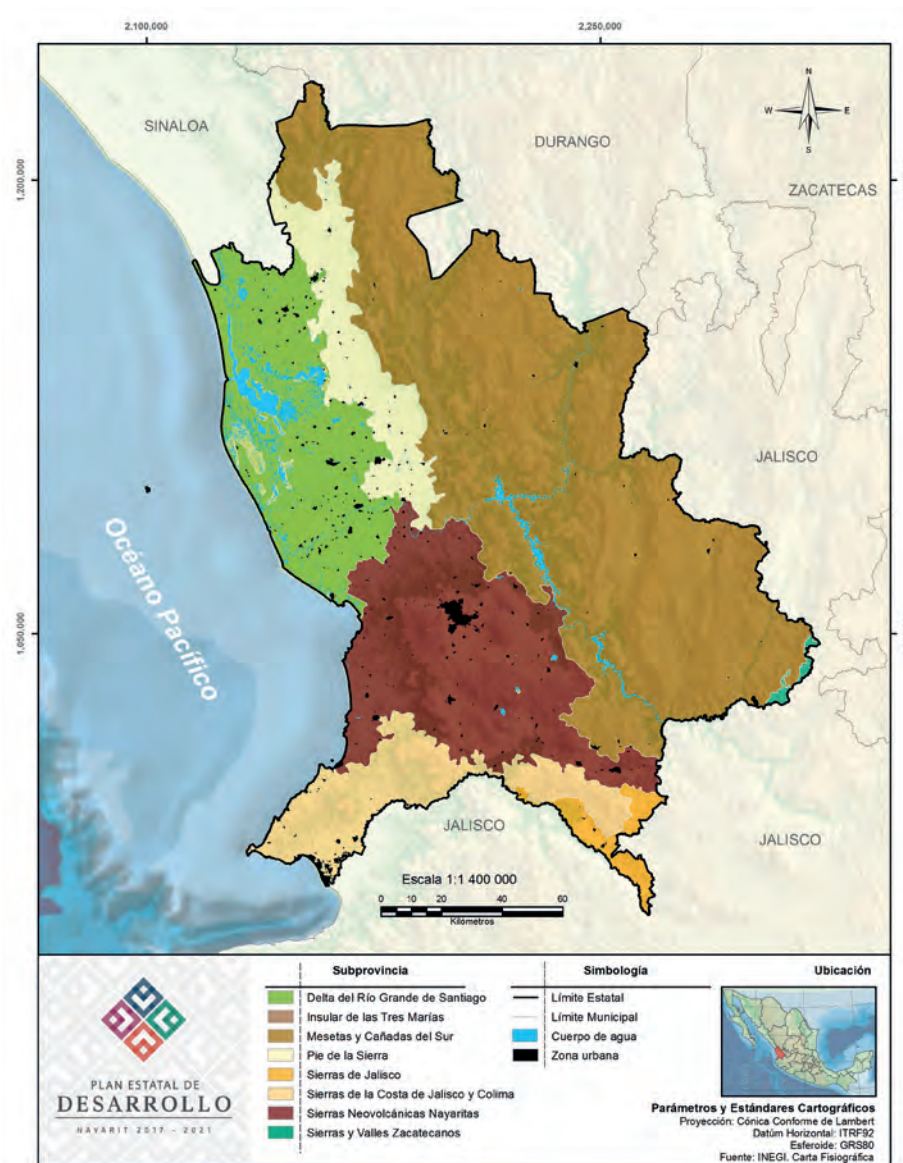 2,100,000
2,250,000
SINALOA
DURANGO
ZACATECAS
N
W
E
S
1,200,000
JALISCO
Océano Pacífico
1,050,000
JALISCO
JALISCO
Escala 1:1 400 000
0 10 20 40 60
Kilómetros
PLAN ESTATAL DE
DESARROLLO
NAYARIT 2017 - 2021
Subprovincia
Delta del Río Grande de Santiago
Insular de las Tres Marías
Mesetas y Cañadas del Sur
Pie de la Sierra
Sierras de Jalisco
Sierras de la Costa de Jalisco y Colima
Sierras Neovolcánicas Nayaritas
Sierras y Valles Zacatecanos
Simbología
Límite Estatal
Límite Municipal
Cuerpo de agua
Zona urbana
Ubicación
Parámetros y Estándares Cartográficos
Proyección: Cónica Conforme de Lambert
Datúm Horizontal: ITRF92
Esferoide: GRS80
Fuente: INEGI. Carta Fisiográfica